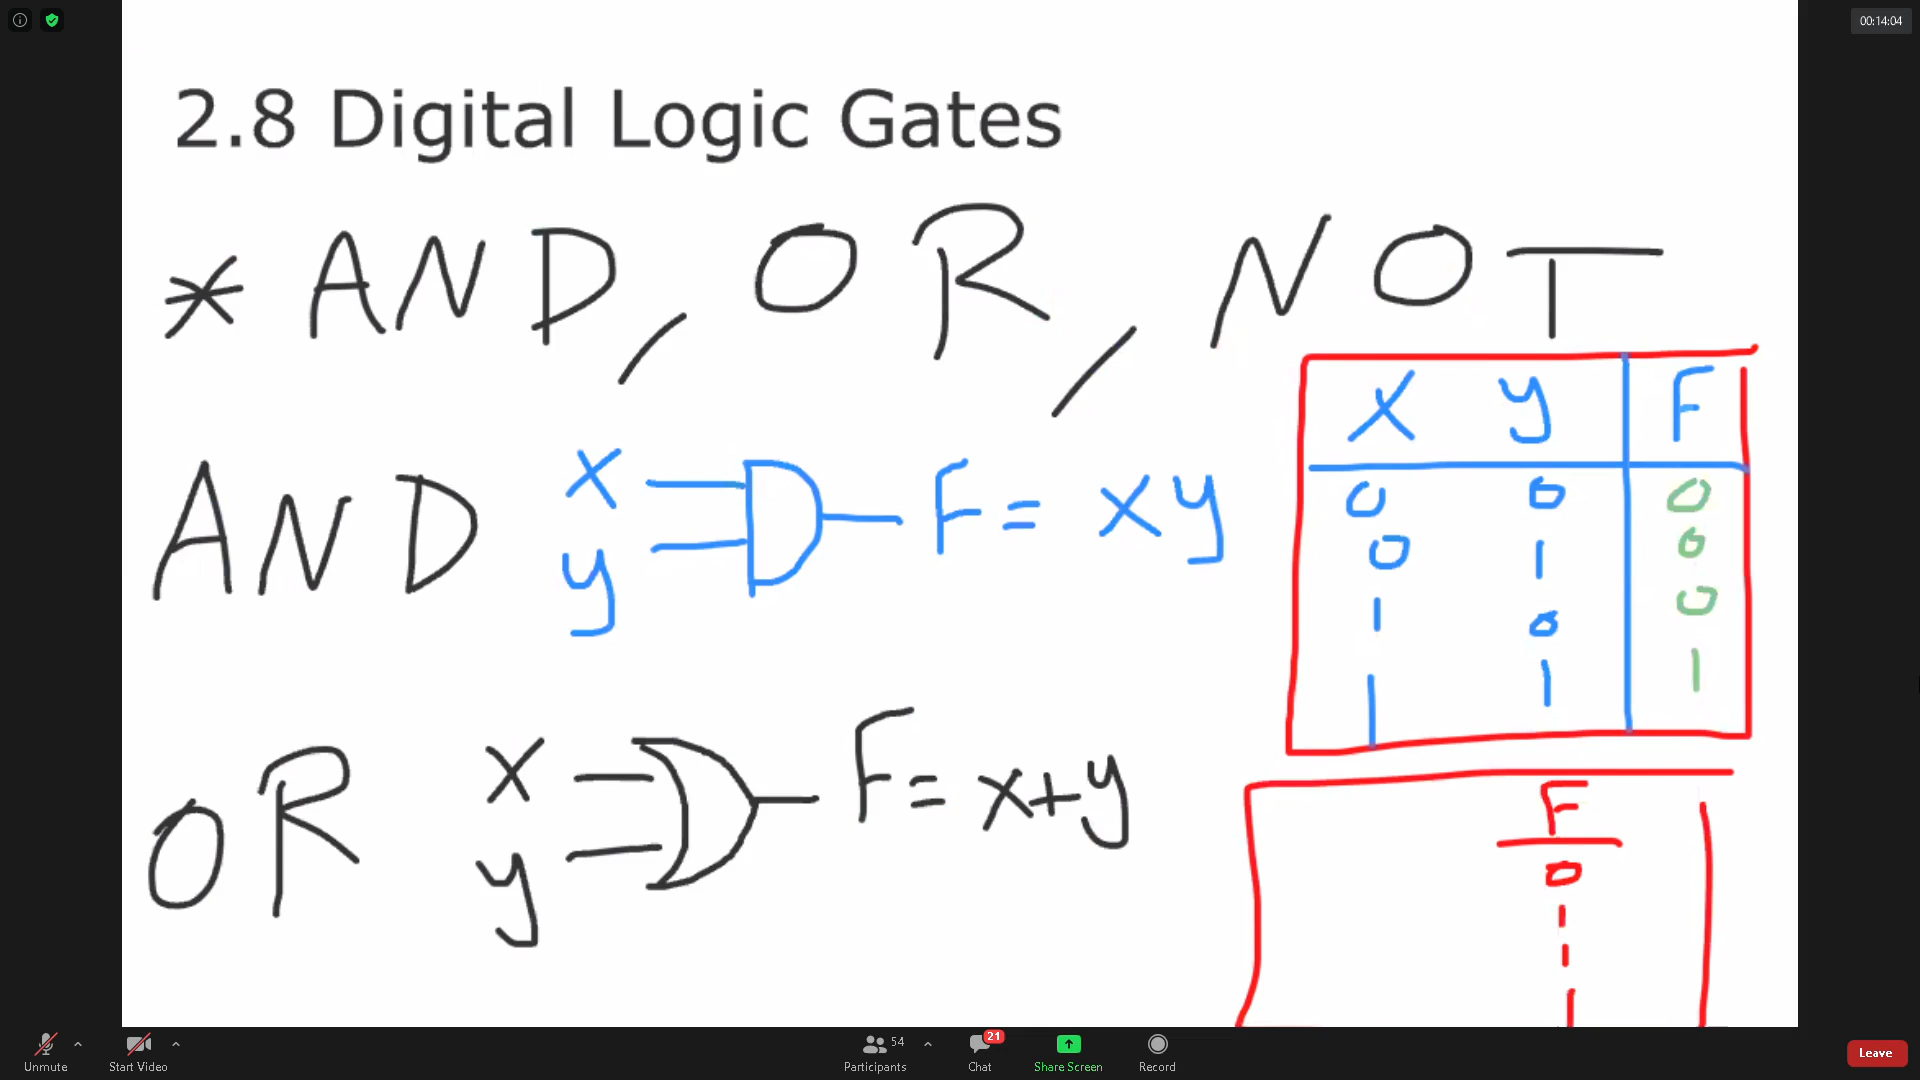 00:14:04
2.8 Digital Logic Gates
* AND, OR, NOT
x y F
AND x y F = xy
0 0 0
0 1 0
1 0 0
1 1 1
OR x y F = x+y
F
0
1
1
1
Unmute Start Video 54 Participants 21 Chat Share Screen Record Leave